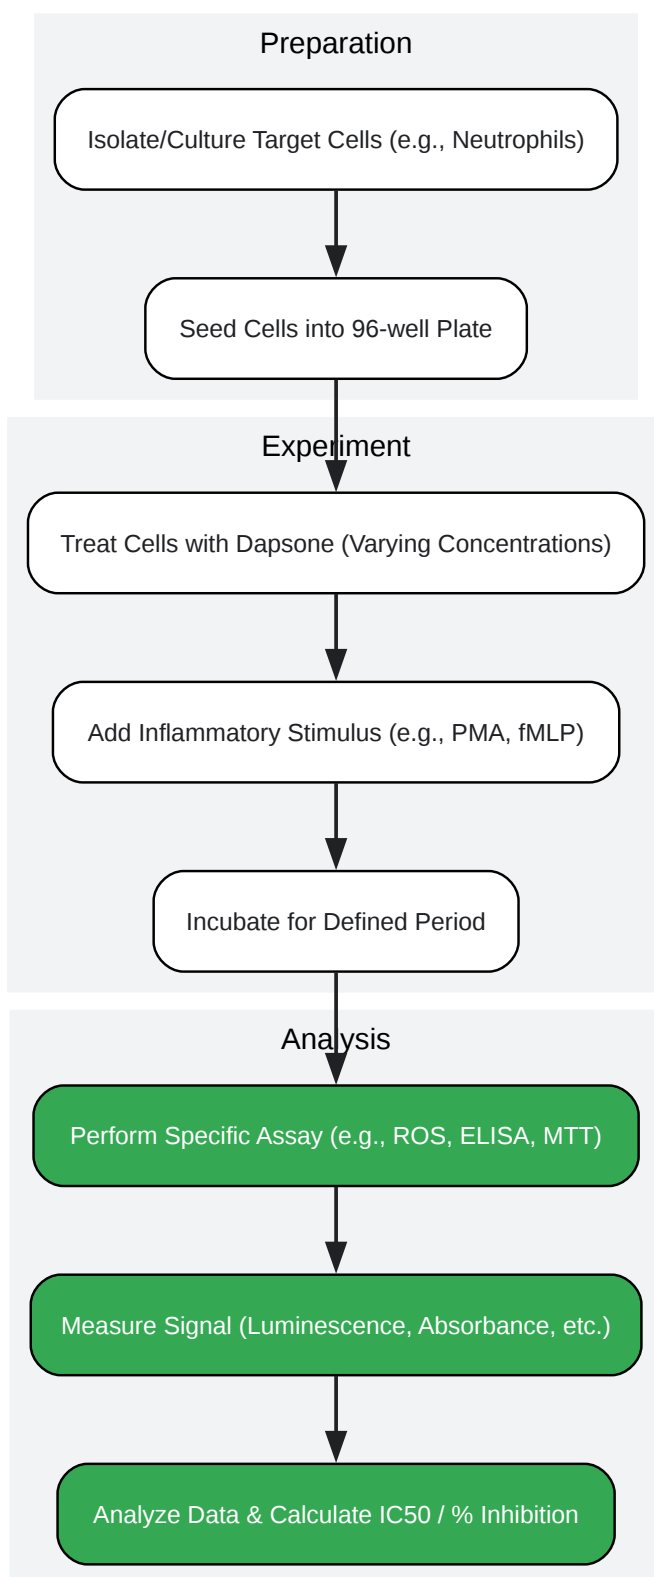 Preparation
Isolate/Culture Target Cells (e.g., Neutrophils)
Seed Cells into 96-well Plate
Experiment
Treat Cells with Dapsone (Varying Concentrations)
Add Inflammatory Stimulus (e.g., PMA, fMLP)
Incubate for Defined Period
Analysis
Perform Specific Assay (e.g., ROS, ELISA, MTT)
Measure Signal (Luminescence, Absorbance, etc.)
Analyze Data & Calculate IC50 / % Inhibition